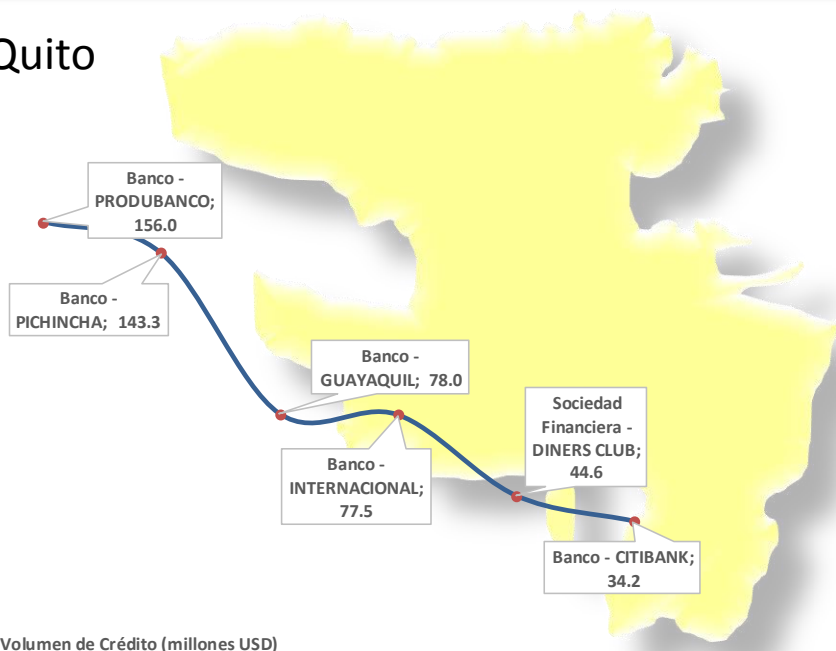 Quito
Banco -
PRODUBANCO;
156.0
Banco -
PICHINCHA; 143.3
Banco -
GUAYAQUIL; 78.0
Banco -
INTERNACIONAL;
77.5
Sociedad
Financiera -
DINERS CLUB;
44.6
Banco - CITIBANK;
34.2
Volumen de Crédito (millones USD)